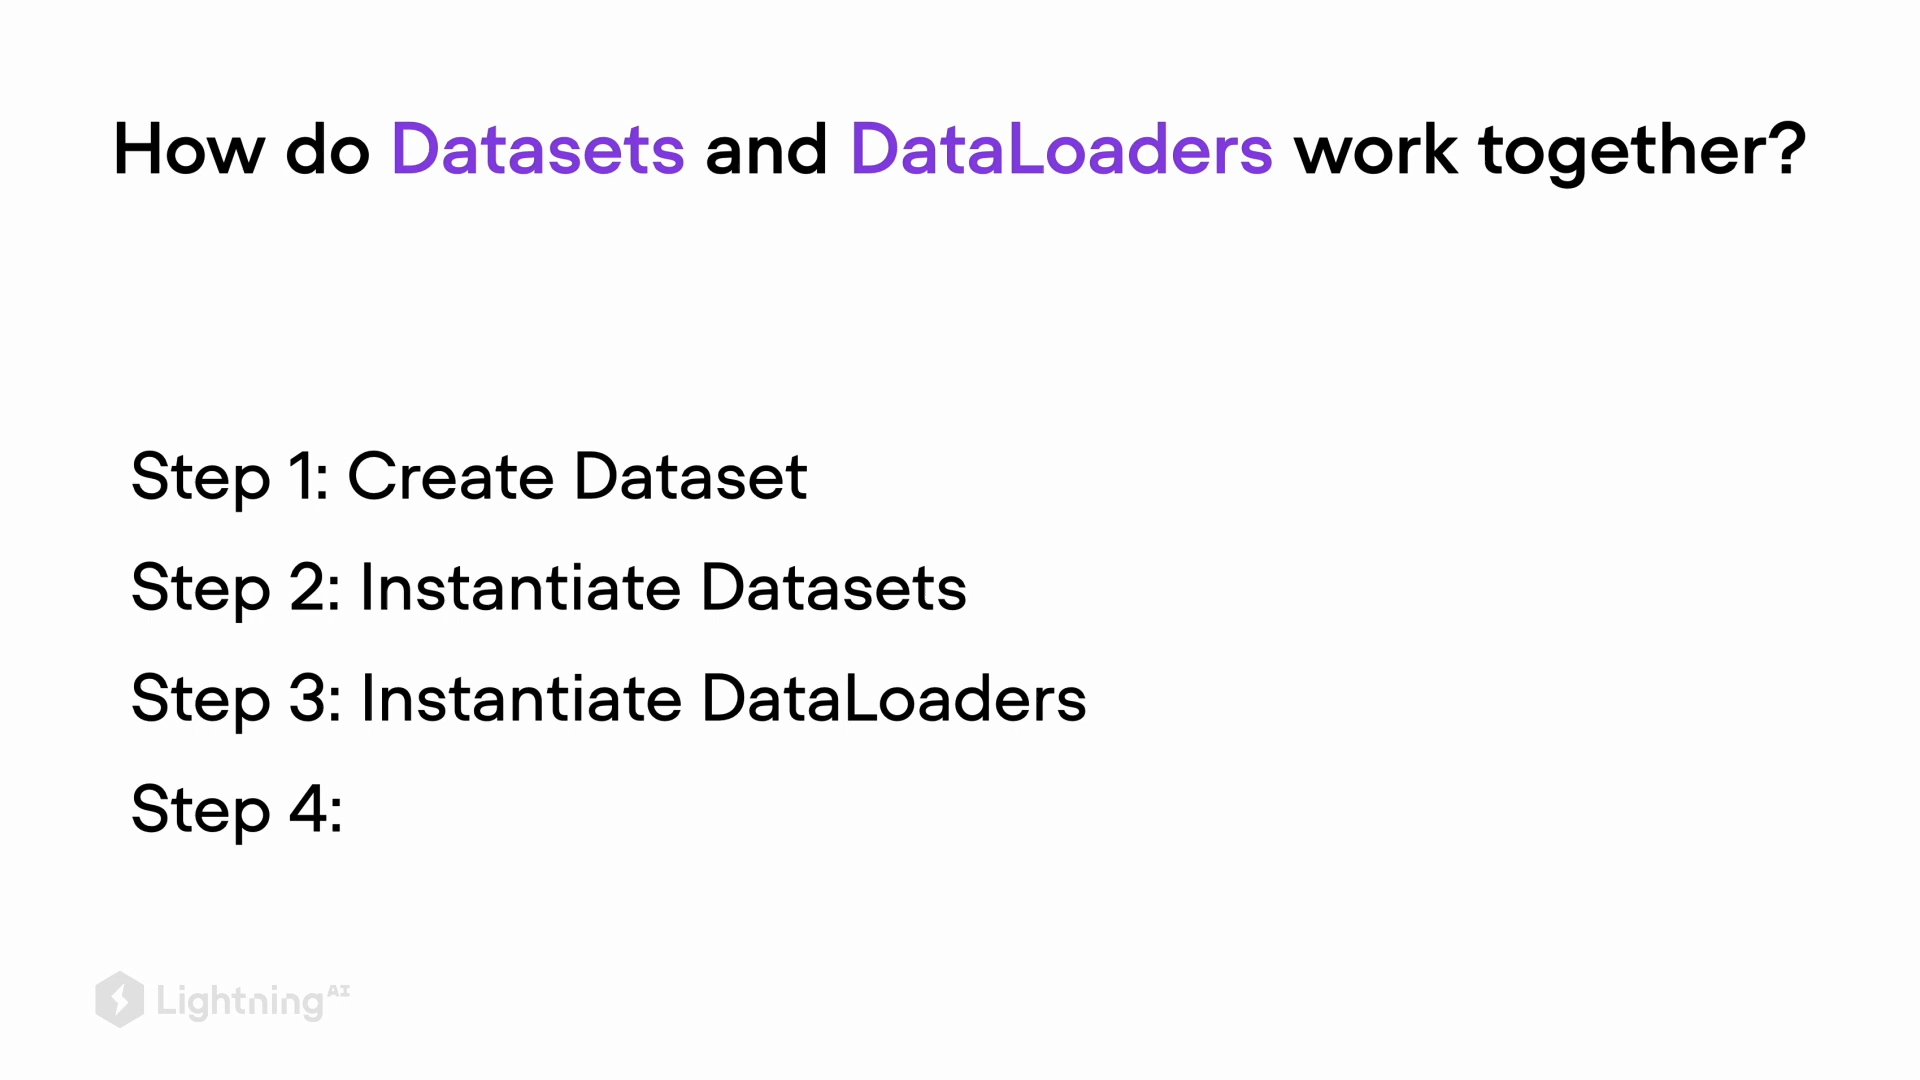 How do Datasets and DataLoaders work together?
Step 1: Create Dataset
Step 2: Instantiate Datasets
Step 3: Instantiate DataLoaders
Step 4:
Lightning AI